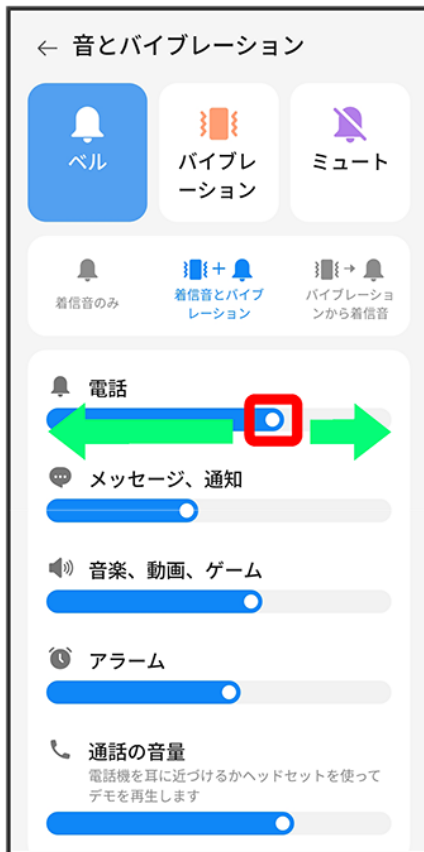 ← 音とバイブレーション
ベル
バイブレ
ーション
ミュート
着信音のみ
着信音とバイブ
レーション
バイブレーショ
ンから着信音
電話
メッセージ、通知
音楽、動画、ゲーム
アラーム
通話の音量
電話機を耳に近づけるかヘッドセットを使って
デモを再生します